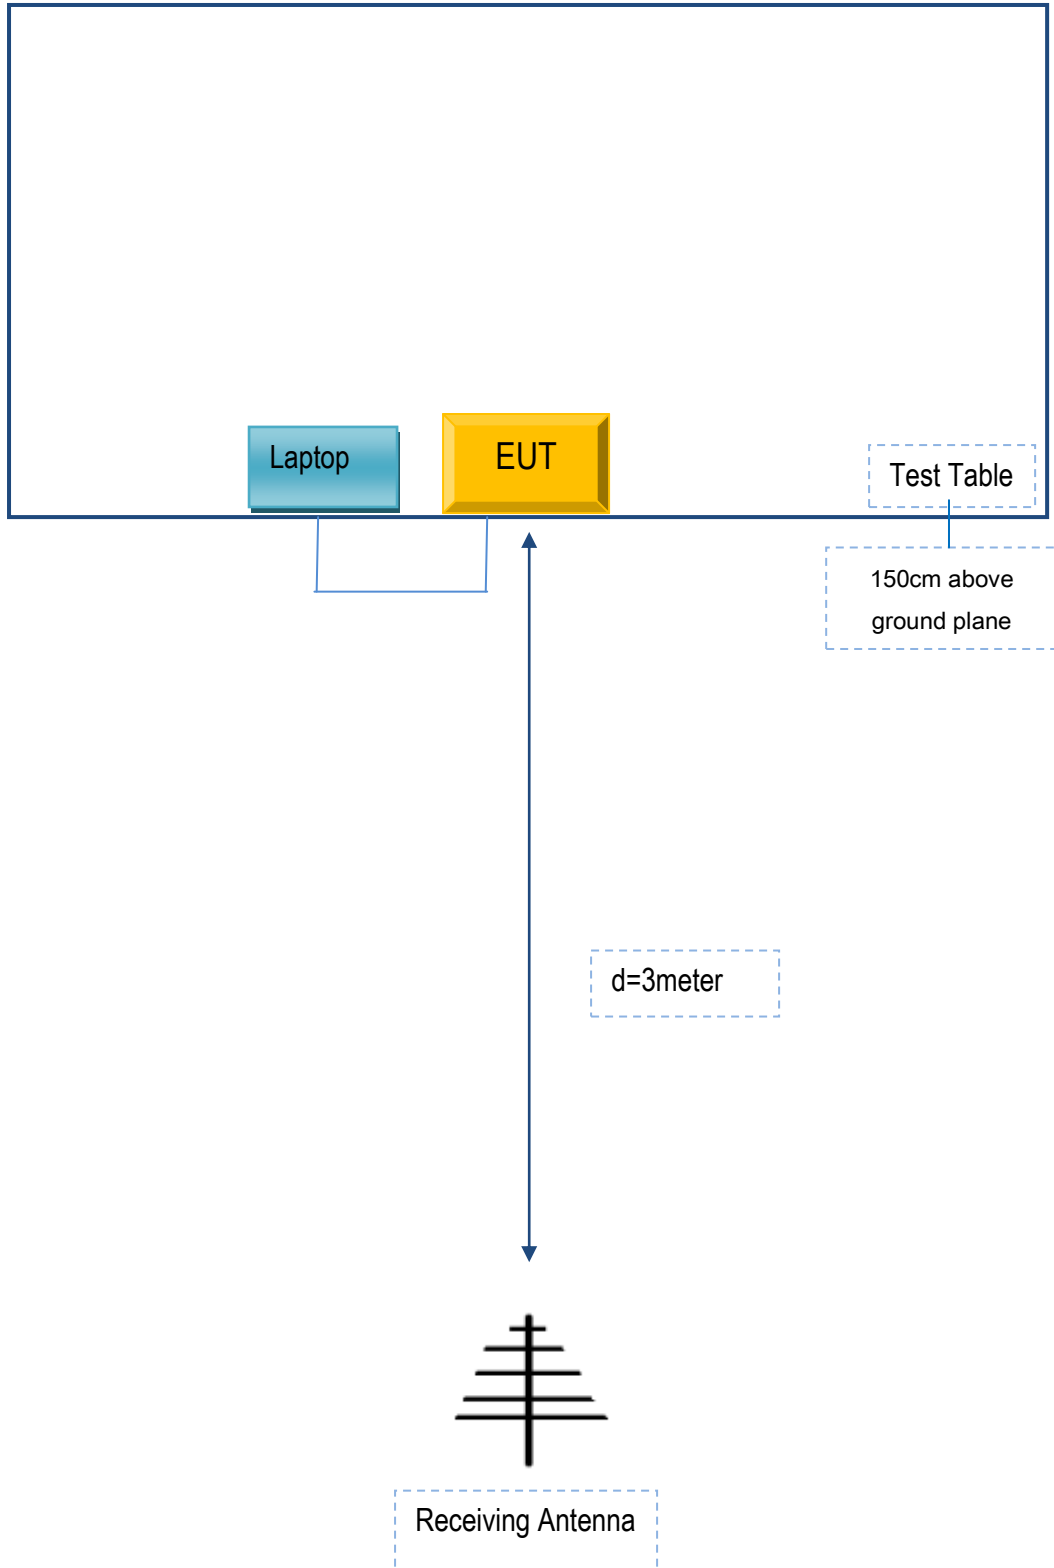 Laptop
EUT
Test Table
150cm above
ground plane
d=3meter
Receiving Antenna